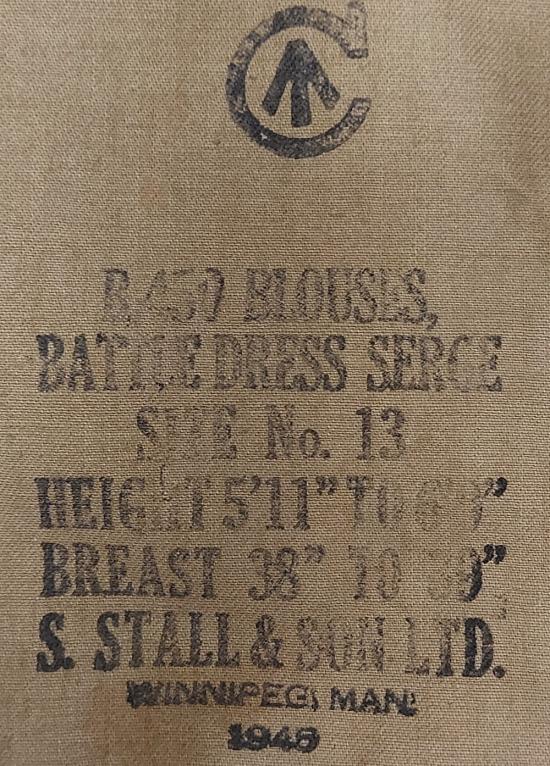 BLOUSES,
BATTLE DRESS SERGE
SIZE No. 13
HEIGHT 5'11" TO
BREAST 38" TO
S. STALL & SON LTD.
WINNIPEG, MAN.